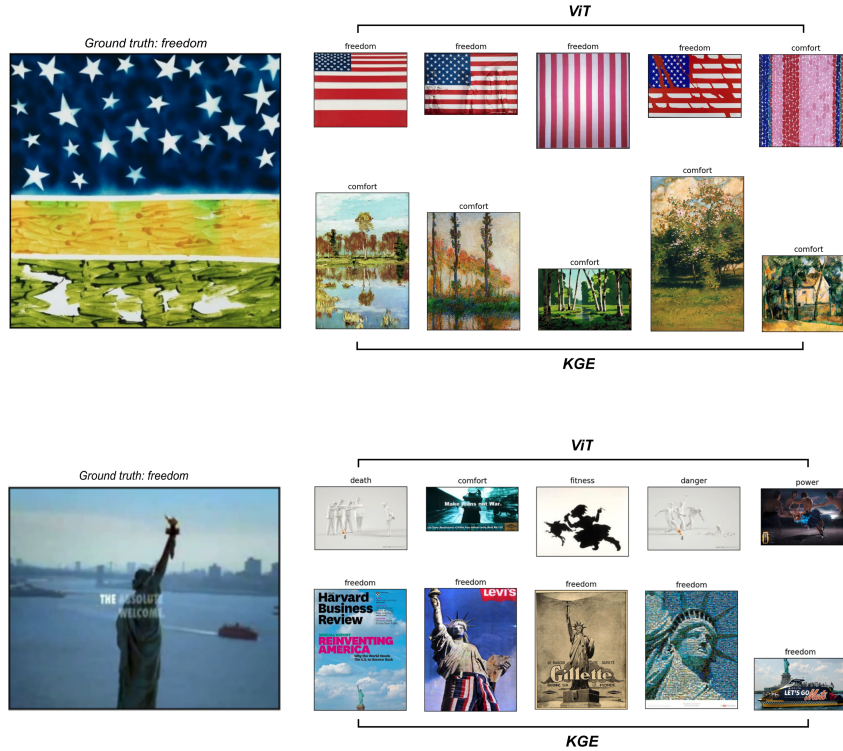 ViT
Ground truth: freedom
freedom
freedom
freedom
freedom
comfort
comfort
comfort
comfort
comfort
comfort
KGE
ViT
Ground truth: freedom
death
comfort
fitness
danger
power
Make
not War.
THE ABSOLUTE
WELCOME.
freedom
freedom
freedom
freedom
freedom
Harvard
Business
Review
REINVENTING
AMERICA
LEVI'S
Gillette
LET'S GO Mets
KGE